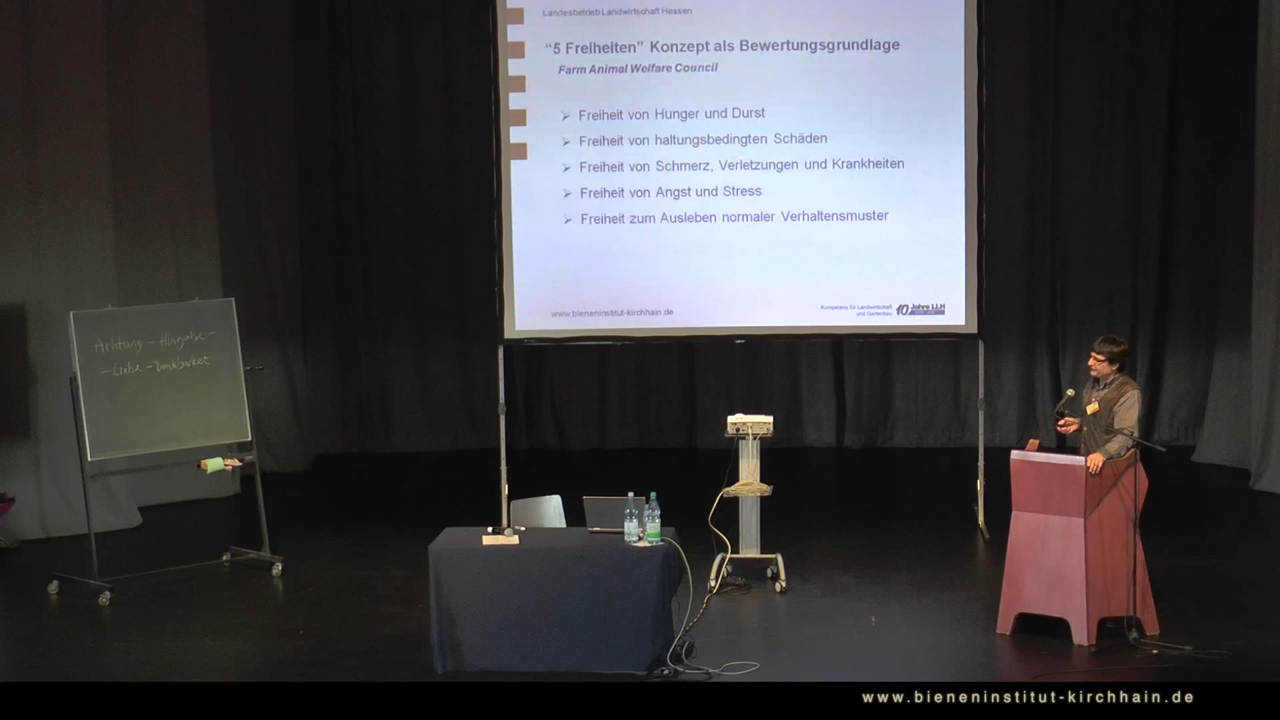 Landesbetrieb Landwirtschaft Hessen
“5 Freiheiten” Konzept als Bewertungsgrundlage
Farm Animal Welfare Council
➢ Freiheit von Hunger und Durst
➢ Freiheit von haltungsbedingten Schäden
➢ Freiheit von Schmerz, Verletzungen und Krankheiten
➢ Freiheit von Angst und Stress
➢ Freiheit zum Ausleben normaler Verhaltensmuster
www.bieneninstitut-kirchhain.de
Kompetenz für Landwirtschaft
und Gartenbau
10 Jahre LLH
Achtung – Hingabe –
– Liebe – Dankbarkeit
www.bieneninstitut-kirchhain.de